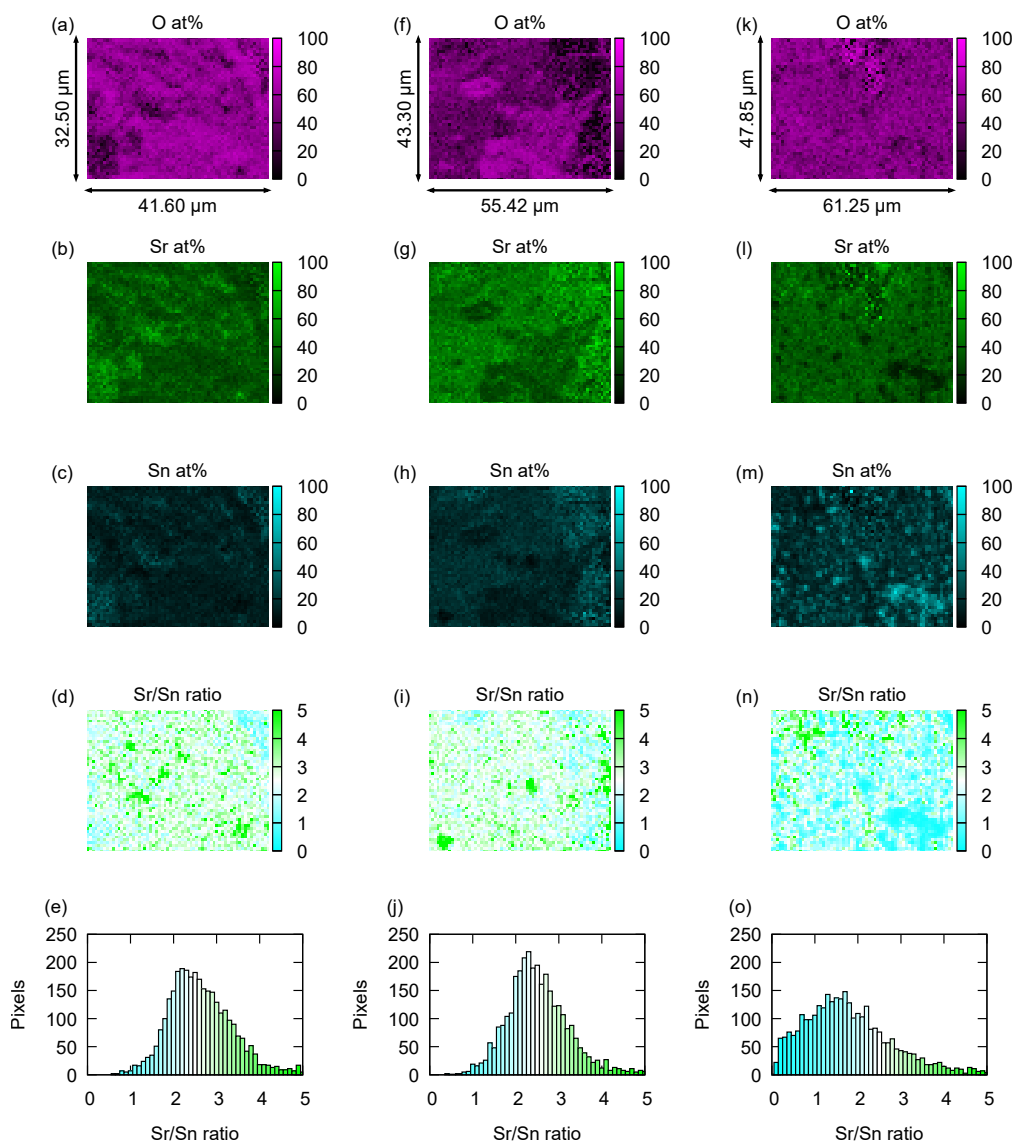 (a) O at% (f) O at% (k) O at%
100 100 100
80 80 80
60 60 60
40 40 40
20 20 20
0 0 0
32.50 µm 43.30 µm 47.85 µm
41.60 µm 55.42 µm 61.25 µm
(b) Sr at% (g) Sr at% (l) Sr at%
100 100 100
80 80 80
60 60 60
40 40 40
20 20 20
0 0 0
(c) Sn at% (h) Sn at% (m) Sn at%
100 100 100
80 80 80
60 60 60
40 40 40
20 20 20
0 0 0
(d) Sr/Sn ratio (i) Sr/Sn ratio (n) Sr/Sn ratio
5 5 5
4 4 4
3 3 3
2 2 2
1 1 1
0 0 0
(e) (j) (o)
250 250 250
200 200 200
150 150 150
100 100 100
50 50 50
0 0 0
Pixels Pixels Pixels
0 1 2 3 4 5 0 1 2 3 4 5 0 1 2 3 4 5
Sr/Sn ratio Sr/Sn ratio Sr/Sn ratio